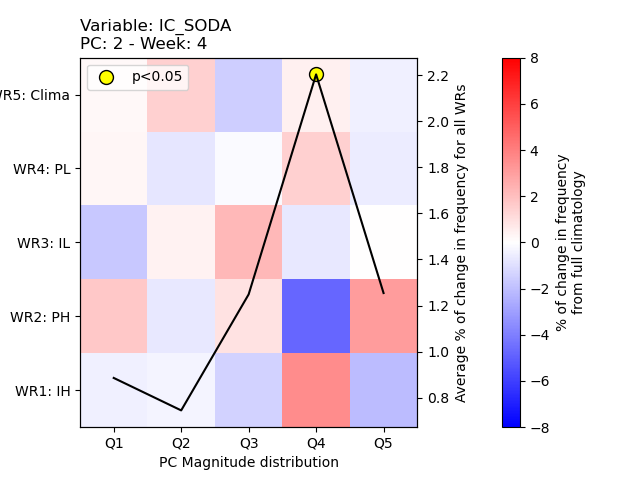 Variable: IC_SODA
PC: 2 - Week: 4
p<0.05
WR5: Clima
WR4: PL
WR3: IL
WR2: PH
WR1: IH
Q1 Q2 Q3 Q4 Q5
PC Magnitude distribution
2.2
2.0
1.8
1.6
1.4
1.2
1.0
0.8
Average % of change in frequency for all WRs
8
6
4
2
0
−2
−4
−6
−8
% of change in frequency
from full climatology